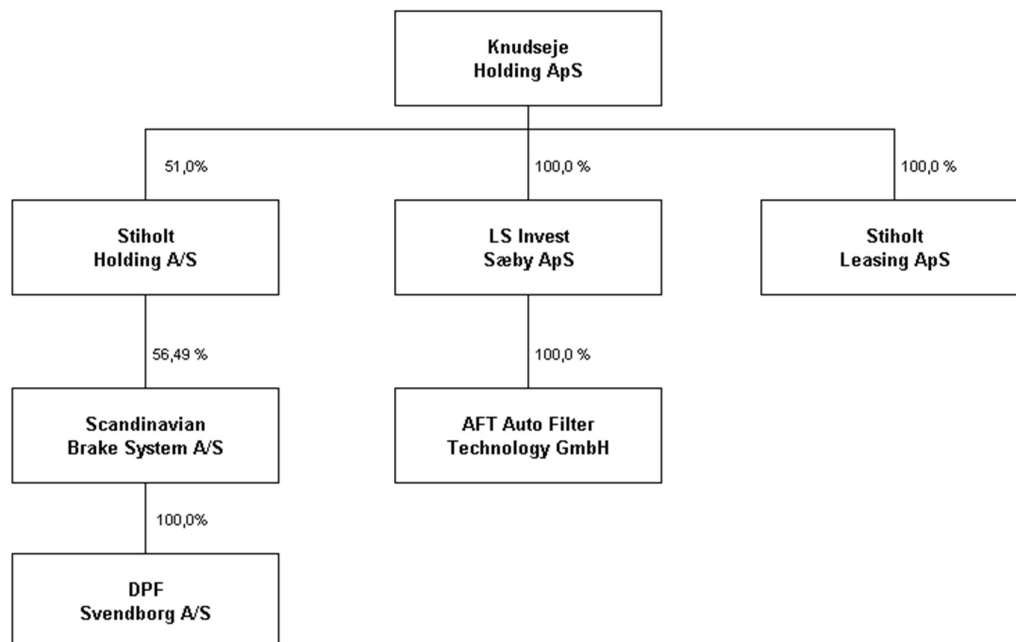 Knudseje
Holding ApS
51,0%
100,0 %
100,0 %
Stiholt
Holding A/S
LS Invest
Sæby ApS
Stiholt
Leasing ApS
56,49 %
100,0 %
Scandinavian
Brake System A/S
AFT Auto Filter
Technology GmbH
100,0%
DPF
Svendborg A/S